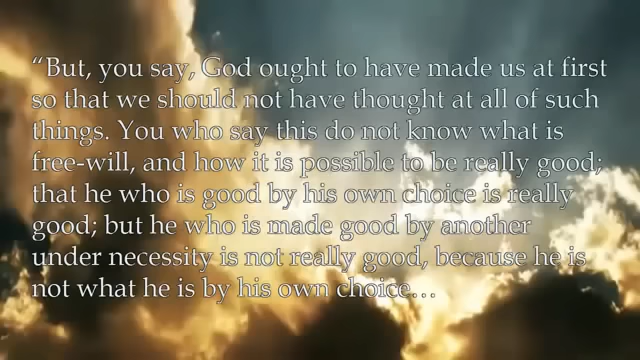 “But, you say, God ought to have made us at first
so that we should not have thought at all of such
things. You who say this do not know what is
free-will, and how it is possible to be really good;
that he who is good by his own choice is really
good; but he who is made good by another
under necessity is not really good, because he is
not what he is by his own choice…